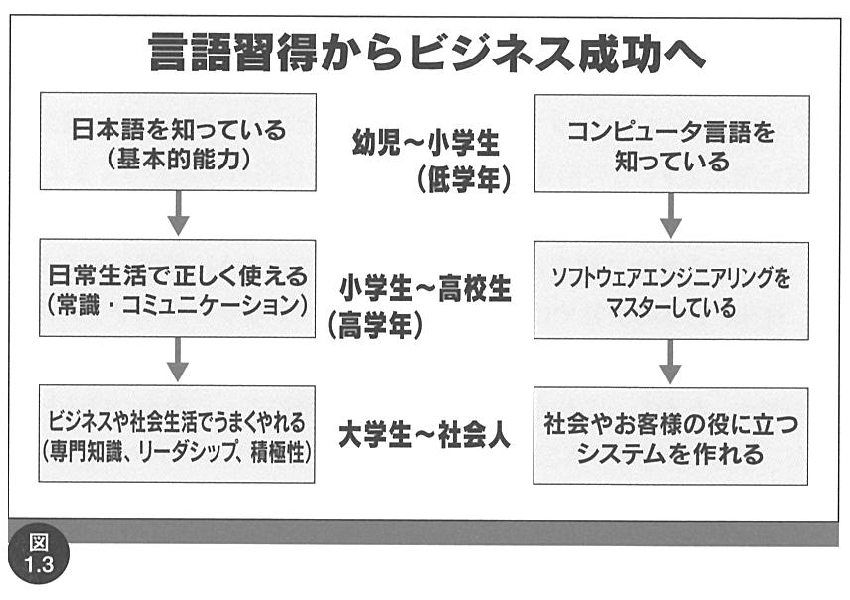 言語習得からビジネス成功へ
日本語を知っている
(基本的能力)
幼児～小学生
(低学年)
コンピュータ言語を
知っている
日常生活で正しく使える
(常識・コミュニケーション)
小学生～高校生
(高学年)
ソフトウェアエンジニアリングを
マスターしている
ビジネスや社会生活でうまくやれる
(専門知識、リーダシップ、積極性)
大学生～社会人
社会やお客様の役に立つ
システムを作れる
図
1.3